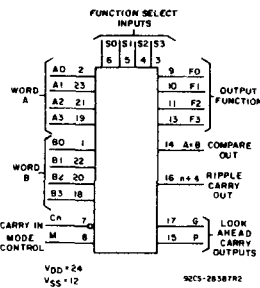 FUNCTION SELECT
INPUTS
S0 S1 S2 S3
6 5 4 3
WORD
A
A0 2
A1 23
A2 21
A3 19
9 F0
10 F1
11 F2
13 F3
OUTPUT
FUNCTION
WORD
B
B0 1
B1 22
B2 20
B3 18
14 A=B COMPARE
OUT
16 n+4 RIPPLE
CARRY
OUT
CARRY IN Cn 7
MODE
CONTROL
M 8
17 G
15 P
LOOK
AHEAD
CARRY
OUTPUTS
VDD = 24
VSS = 12
92CS-28387R2